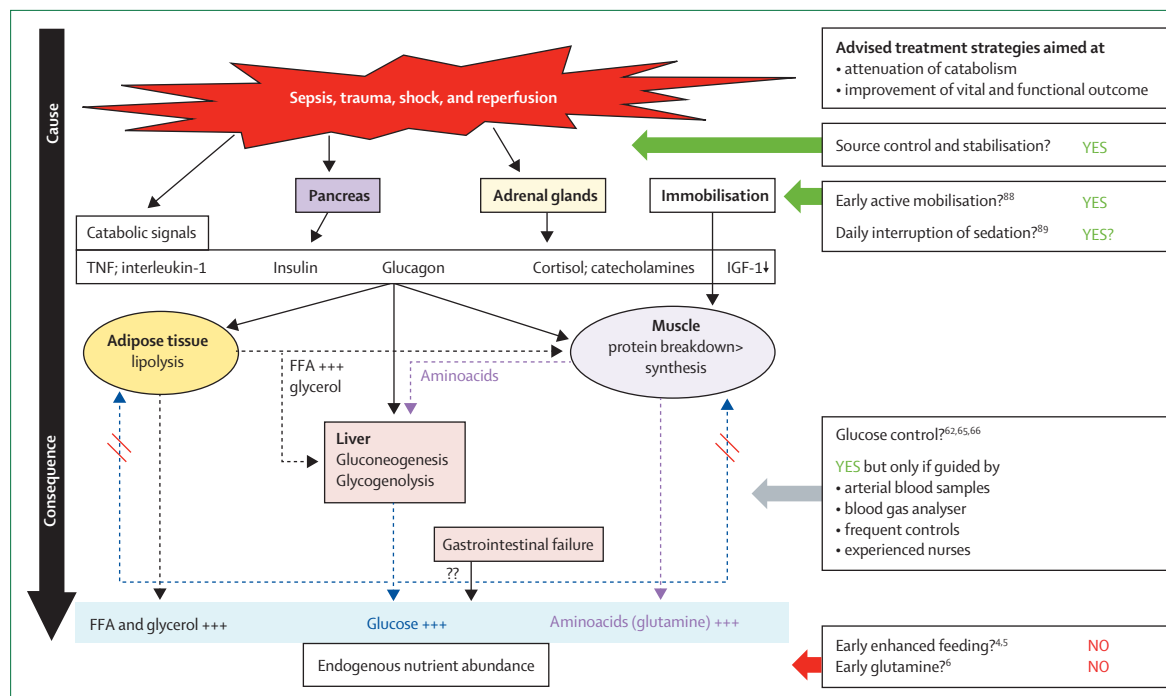 Cause
Consequence
Sepsis, trauma, shock, and reperfusion
Pancreas
Adrenal glands
Immobilisation
Catabolic signals
TNF; interleukin-1
Insulin
Glucagon
Cortisol; catecholamines
IGF-1↓
Adipose tissue
lipolysis
Muscle
protein breakdown>
synthesis
FFA +++
glycerol
Aminoacids
Liver
Gluconeogenesis
Glycogenolysis
Gastrointestinal failure
??
FFA and glycerol +++
Glucose +++
Aminoacids (glutamine) +++
Endogenous nutrient abundance
Advised treatment strategies aimed at
• attenuation of catabolism
• improvement of vital and functional outcome
Source control and stabilisation? YES
Early active mobilisation?⁸⁸ YES
Daily interruption of sedation?⁸⁹ YES?
Glucose control?⁶²,⁶⁵,⁶⁶
YES but only if guided by
• arterial blood samples
• blood gas analyser
• frequent controls
• experienced nurses
Early enhanced feeding?⁴,⁵ NO
Early glutamine?⁶ NO